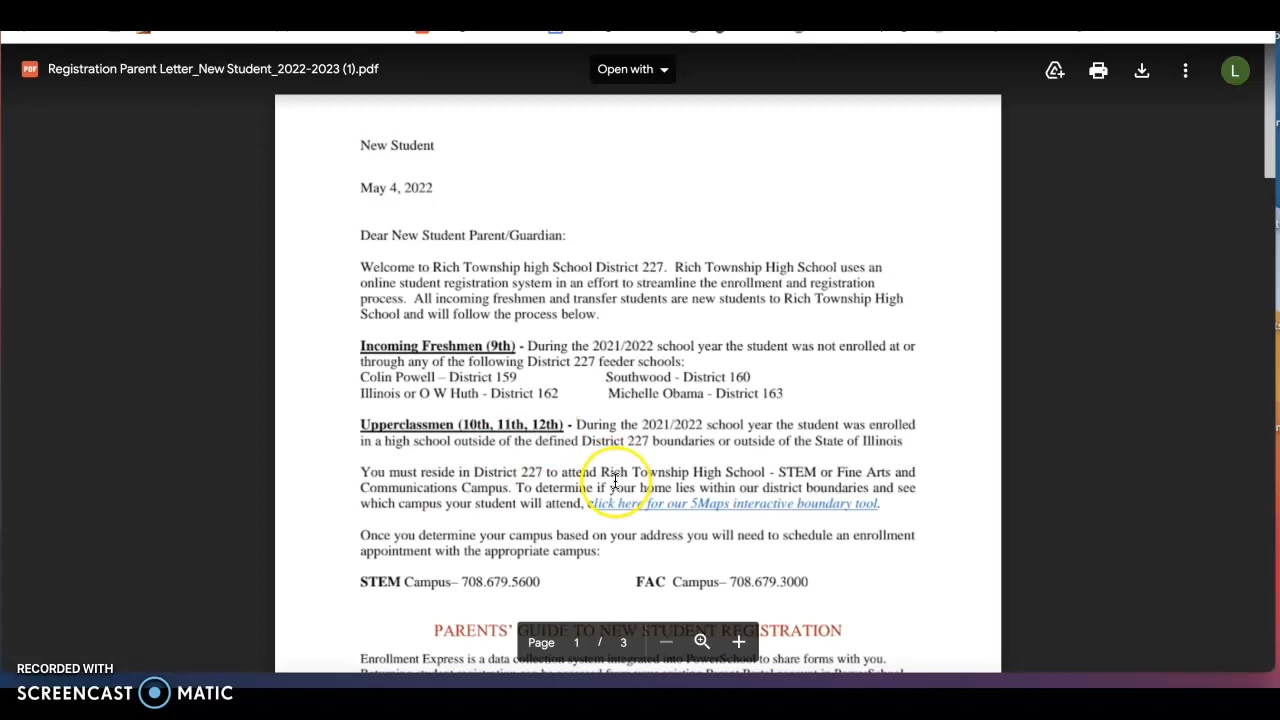 PDF Registration Parent Letter_New Student_2022-2023 (1).pdf
Open with
L
New Student
May 4, 2022
Dear New Student Parent/Guardian:
Welcome to Rich Township high School District 227.  Rich Township High School uses an
online student registration system in an effort to streamline the enrollment and registration
process.  All incoming freshmen and transfer students are new students to Rich Township High
School and will follow the process below.
Incoming Freshmen (9th) - During the 2021/2022 school year the student was not enrolled at or
through any of the following District 227 feeder schools:
Colin Powell – District 159 Southwood - District 160
Illinois or O W Huth - District 162 Michelle Obama - District 163
Upperclassmen (10th, 11th, 12th) - During the 2021/2022 school year the student was enrolled
in a high school outside of the defined District 227 boundaries or outside of the State of Illinois
You must reside in District 227 to attend Rich Township High School - STEM or Fine Arts and
Communications Campus. To determine if your home lies within our district boundaries and see
which campus your student will attend, click here for our 5Maps interactive boundary tool.
Once you determine your campus based on your address you will need to schedule an enrollment
appointment with the appropriate campus:
STEM Campus– 708.679.5600 FAC  Campus– 708.679.3000
PARENTS' GUIDE TO NEW STUDENT REGISTRATION
Page 1 / 3
Enrollment Express is a data collection system integrated into PowerSchool to share forms with you.
RECORDED WITH
SCREENCAST MATIC